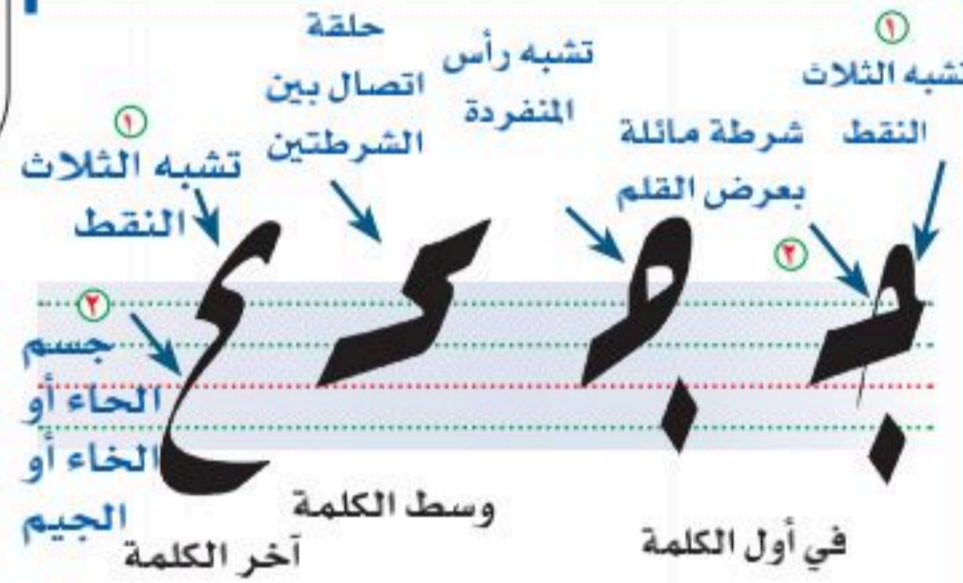 ١
تشبه الثلاث
النقط
شرطة مائلة
بعرض القلم
٢
تشبه رأس
المنفردة
حلقة
اتصال بين
الشرطتين
١
تشبه الثلاث
النقط
٢
جسم
الحاء أو
الخاء أو
الجيم
في أول الكلمة
وسط الكلمة
آخر الكلمة